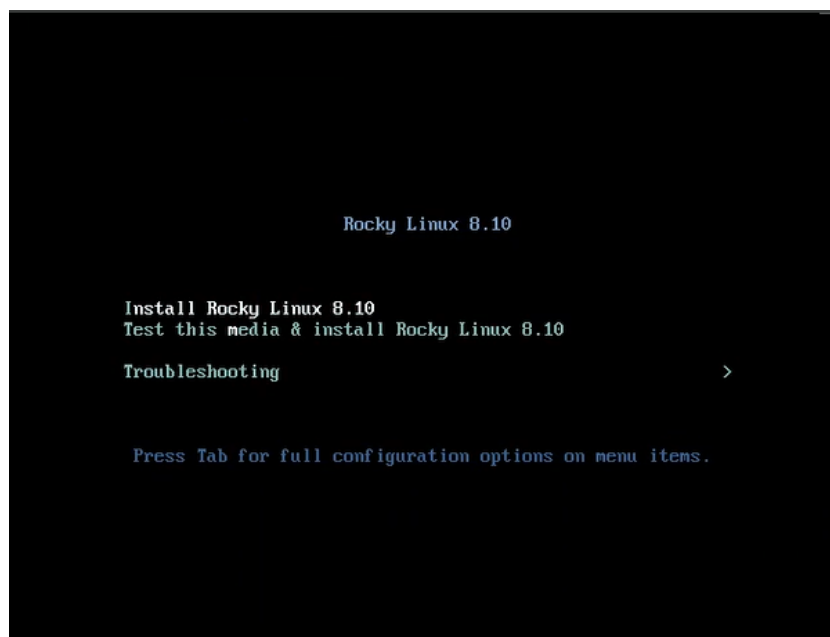 Rocky Linux 8.10
Install Rocky Linux 8.10
Test this media & install Rocky Linux 8.10
Troubleshooting >
Press Tab for full configuration options on menu items.